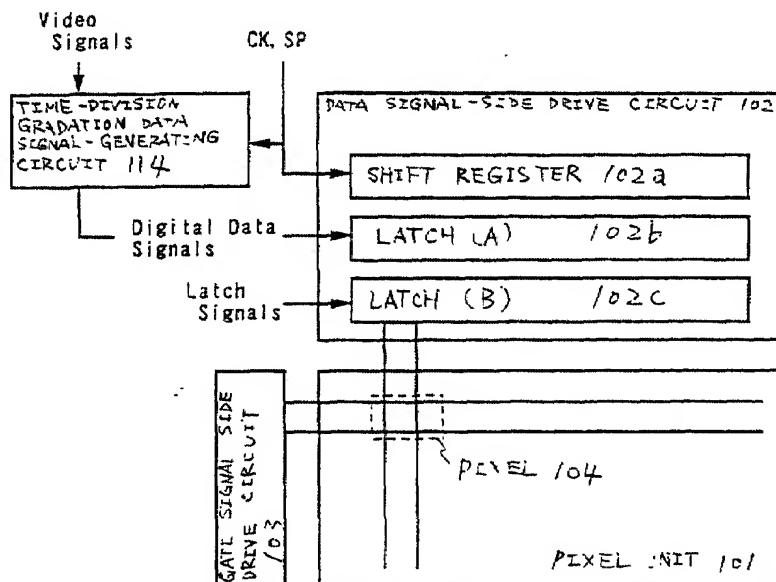 Video
Signals
CK, SP
TIME-DIVISION
GRADATION DATA
SIGNAL-GENERATING
CIRCUIT 114
DATA SIGNAL-SIDE DRIVE CIRCUIT 102
SHIFT REGISTER 102a
Digital Data
Signals
LATCH (A) 102b
Latch
Signals
LATCH (B) 102c
GATE SIGNAL SIDE
DRIVE CIRCUIT
103
PIXEL 104
PIXEL UNIT 101